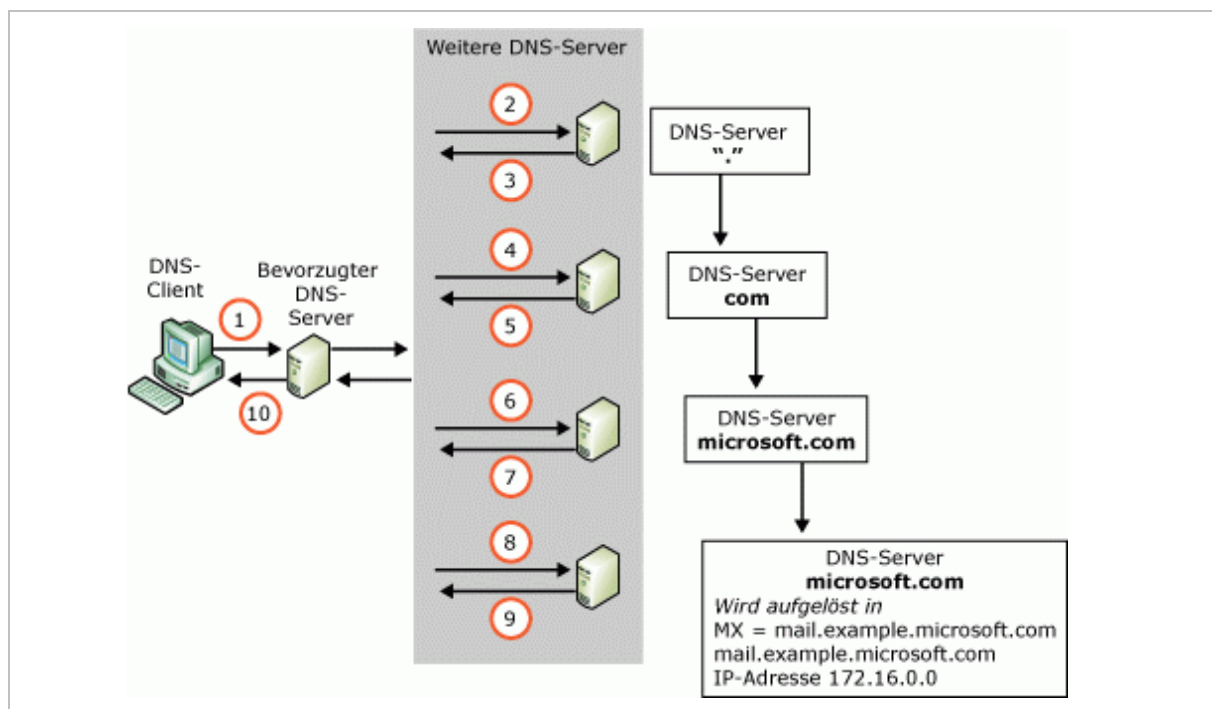 Weitere DNS-Server
2
3
DNS-Server
"."
4
5
DNS-Server
com
DNS-
Client
Bevorzugter
DNS-
Server
1
10
6
7
DNS-Server
microsoft.com
8
9
DNS-Server
microsoft.com
Wird aufgelöst in
MX = mail.example.microsoft.com
mail.example.microsoft.com
IP-Adresse 172.16.0.0